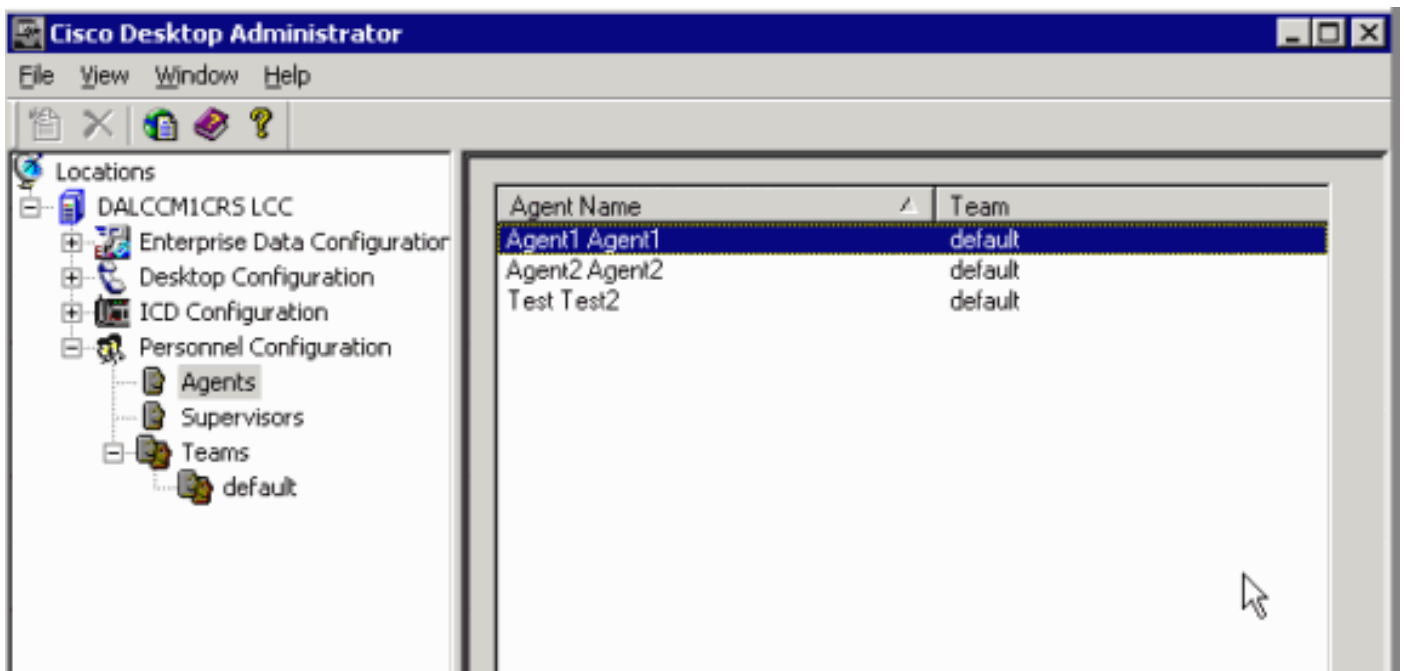 Cisco Desktop Administrator
File View Window Help
Locations
DALCCM1CRS LCC
Enterprise Data Configuration
Desktop Configuration
ICD Configuration
Personnel Configuration
Agents
Supervisors
Teams
default
Agent Name Team
Agent1 Agent1 default
Agent2 Agent2 default
Test Test2 default